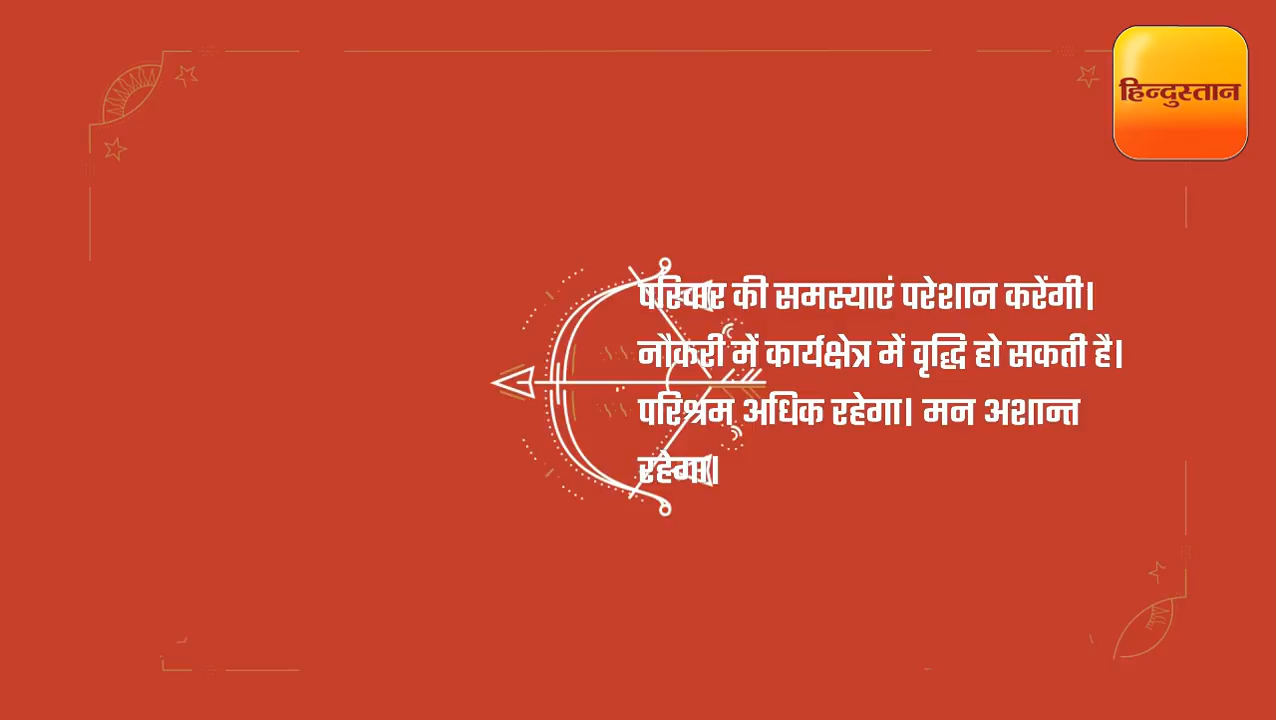 हिन्दुस्तान
परिवार की समस्याएं परेशान करेंगी।
नौकरी में कार्यक्षेत्र में वृद्धि हो सकती है।
परिश्रम अधिक रहेगा। मन अशान्त
रहेगा।